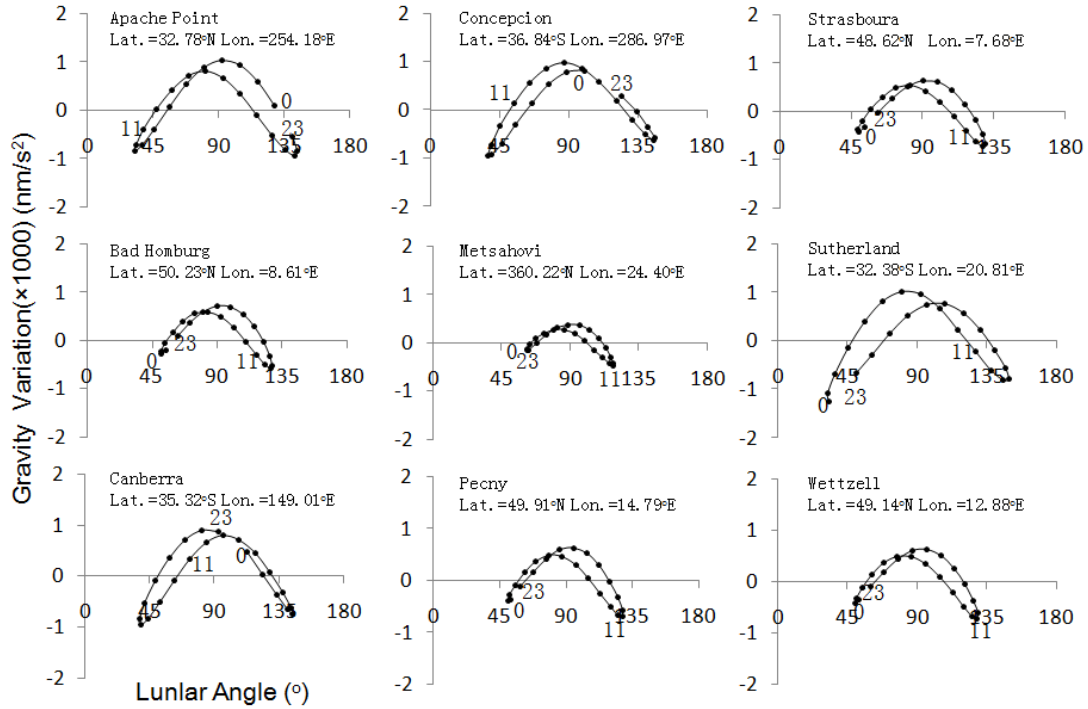 Gravity Variation(×1000) (nm/s²)
Apache Point
Lat.=32.78°N Lon.=254.18°E
2
1
0
-1
-2
0 45 90 135 180
11 0 23
Concepcion
Lat.=36.84°S Lon.=286.97°E
2
1
0
-1
-2
0 45 90 135 180
11 0 23
Strasboura
Lat.=48.62°N Lon.=7.68°E
2
1
0
-1
-2
0 45 90 135 180
23 0 11
Bad Homburg
Lat.=50.23°N Lon.=8.61°E
2
1
0
-1
-2
0 45 90 135 180
0 23 11
Metsahovi
Lat.=360.22°N Lon.=24.40°E
2
1
0
-1
-2
0 45 90 135 180
0 23 11
Sutherland
Lat.=32.38°S Lon.=20.81°E
2
1
0
-1
-2
0 45 90 135 180
0 23 11
Canberra
Lat.=35.32°S Lon.=149.01°E
2
1
0
-1
-2
0 45 90 135 180
23 11 0
Pecny
Lat.=49.91°N Lon.=14.79°E
2
1
0
-1
-2
0 45 90 135 180
23 11
Wettzell
Lat.=49.14°N Lon.=12.88°E
2
1
0
-1
-2
0 45 90 135 180
23 0 11
Lunlar Angle (°)